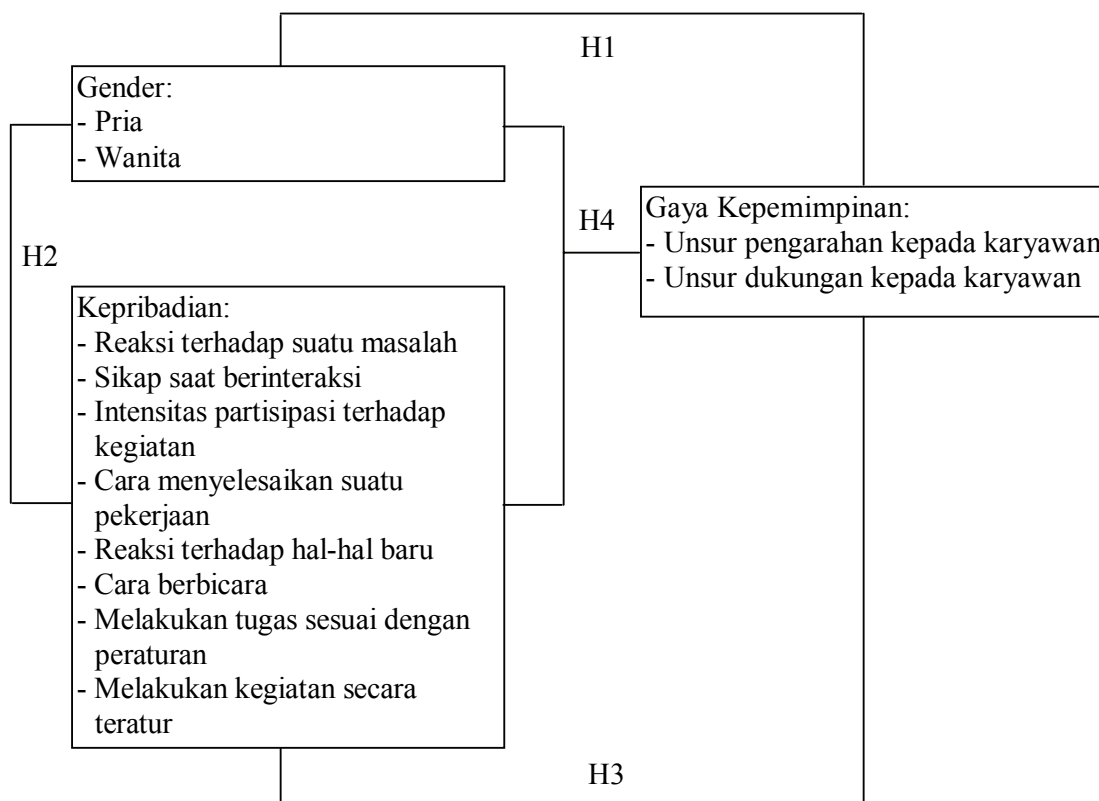 H1
Gender:
- Pria
- Wanita
H4
Gaya Kepemimpinan:
- Unsur pengarahan kepada karyawan
- Unsur dukungan kepada karyawan
H2
Kepribadian:
- Reaksi terhadap suatu masalah
- Sikap saat berinteraksi
- Intensitas partisipasi terhadap
kegiatan
- Cara menyelesaikan suatu
pekerjaan
- Reaksi terhadap hal-hal baru
- Cara berbicara
- Melakukan tugas sesuai dengan
peraturan
- Melakukan kegiatan secara
teratur
H3